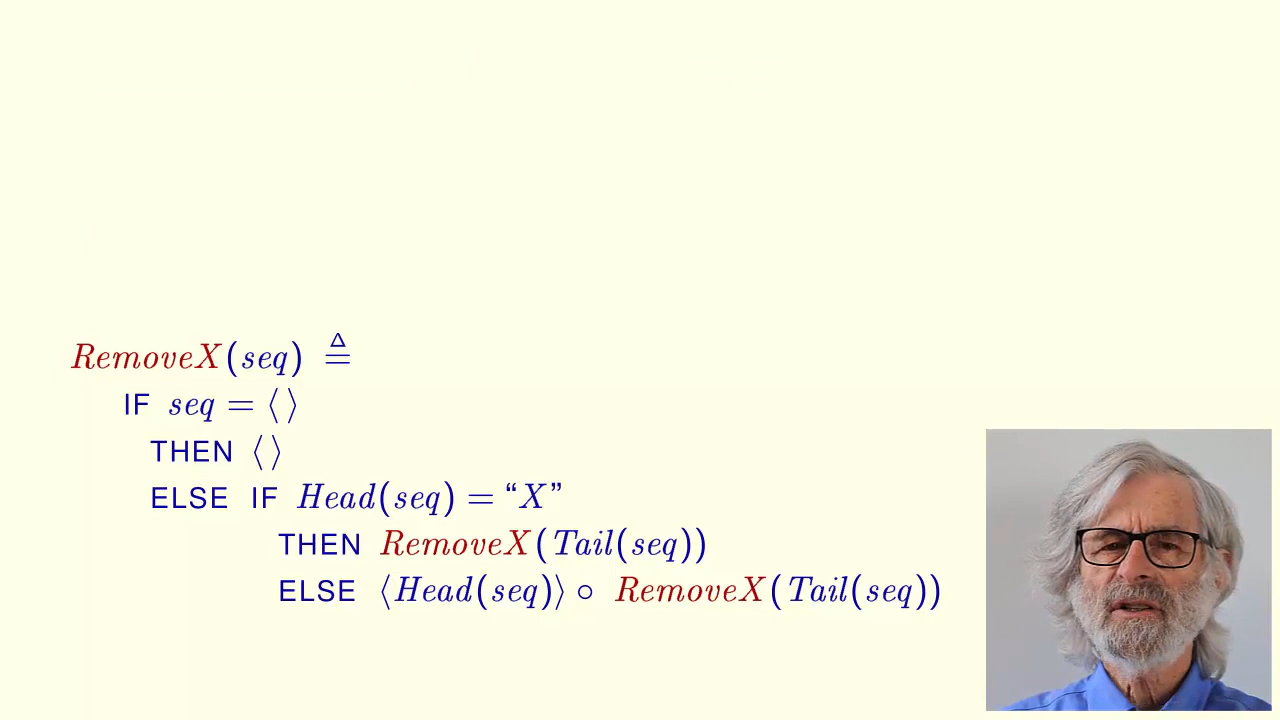 RemoveX(seq) ≜
IF seq = ⟨ ⟩
THEN ⟨ ⟩
ELSE IF Head(seq) = “X”
THEN RemoveX(Tail(seq))
ELSE ⟨Head(seq)⟩ ∘ RemoveX(Tail(seq))